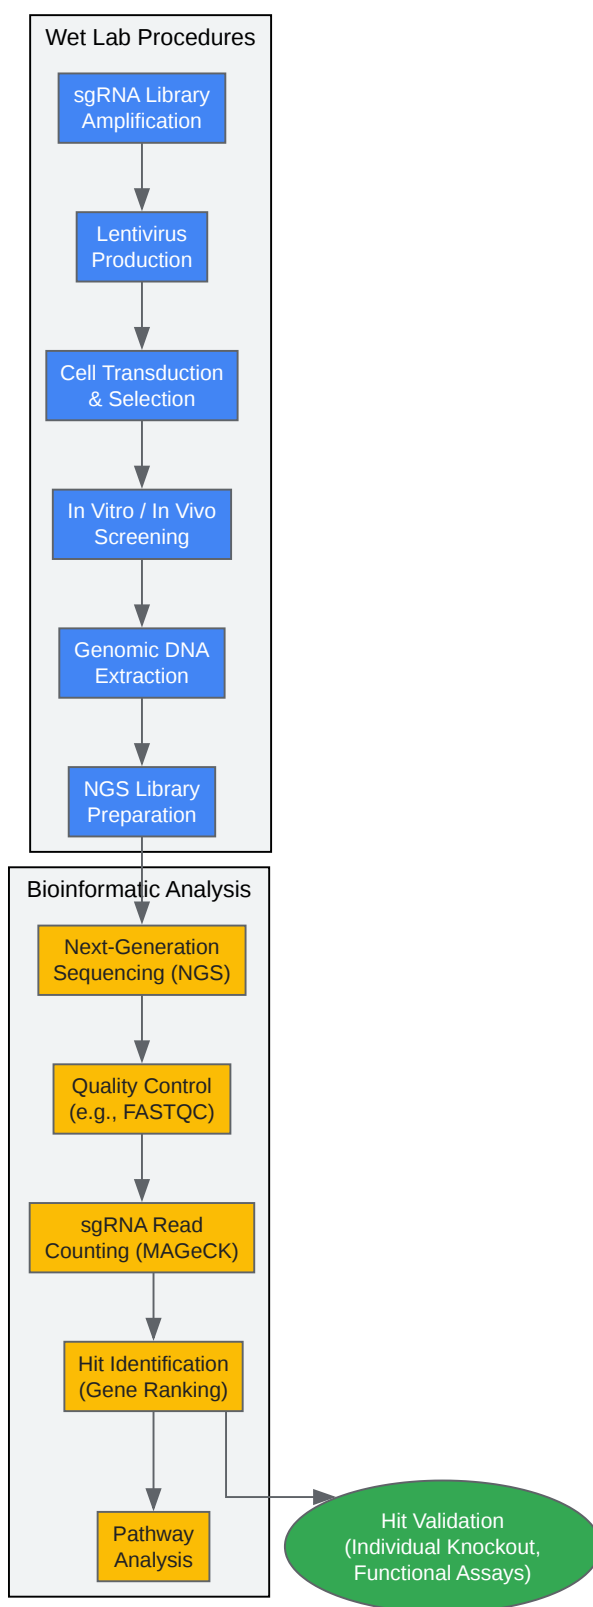 Wet Lab Procedures
sgRNA Library
Amplification
Lentivirus
Production
Cell Transduction
& Selection
In Vitro / In Vivo
Screening
Genomic DNA
Extraction
NGS Library
Preparation
Bioinformatic Analysis
Next-Generation
Sequencing (NGS)
Quality Control
(e.g., FASTQC)
sgRNA Read
Counting (MAGeCK)
Hit Identification
(Gene Ranking)
Pathway
Analysis
Hit Validation
(Individual Knockout,
Functional Assays)